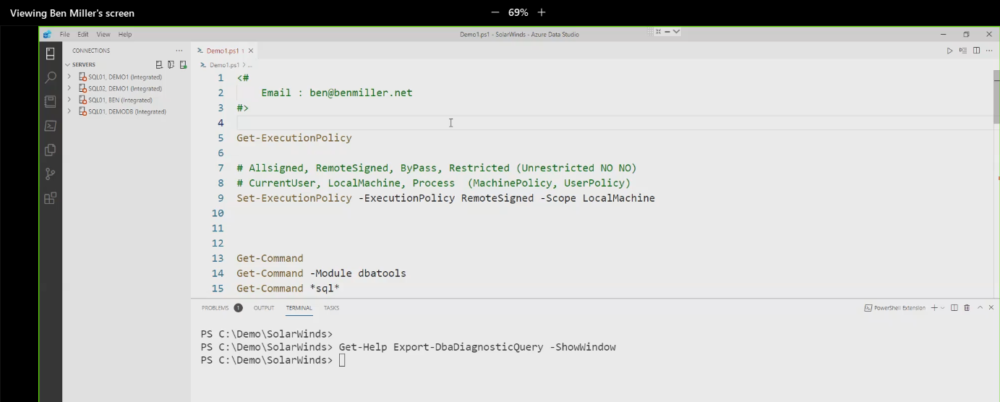 Viewing Ben Miller's screen
69%
File Edit View Help
Demo1.ps1 - SolarWinds - Azure Data Studio
CONNECTIONS
SERVERS
SQL01, DEMO1 (Integrated)
SQL02, DEMO1 (Integrated)
SQL01, BEN (Integrated)
SQL01, DEMODB (Integrated)
Demo1.ps1 1
Demo1.ps1 > ...
1 <#
2 Email : ben@benmiller.net
3 #>
4
5 Get-ExecutionPolicy
6
7 # Allsigned, RemoteSigned, ByPass, Restricted (Unrestricted NO NO)
8 # CurrentUser, LocalMachine, Process (MachinePolicy, UserPolicy)
9 Set-ExecutionPolicy -ExecutionPolicy RemoteSigned -Scope LocalMachine
10
11
12
13 Get-Command
14 Get-Command -Module dbatools
15 Get-Command *sql*
PROBLEMS 1 OUTPUT TERMINAL TASKS
PowerShell Extension
PS C:\Demo\SolarWinds>
PS C:\Demo\SolarWinds> Get-Help Export-DbaDiagnosticQuery -ShowWindow
PS C:\Demo\SolarWinds>